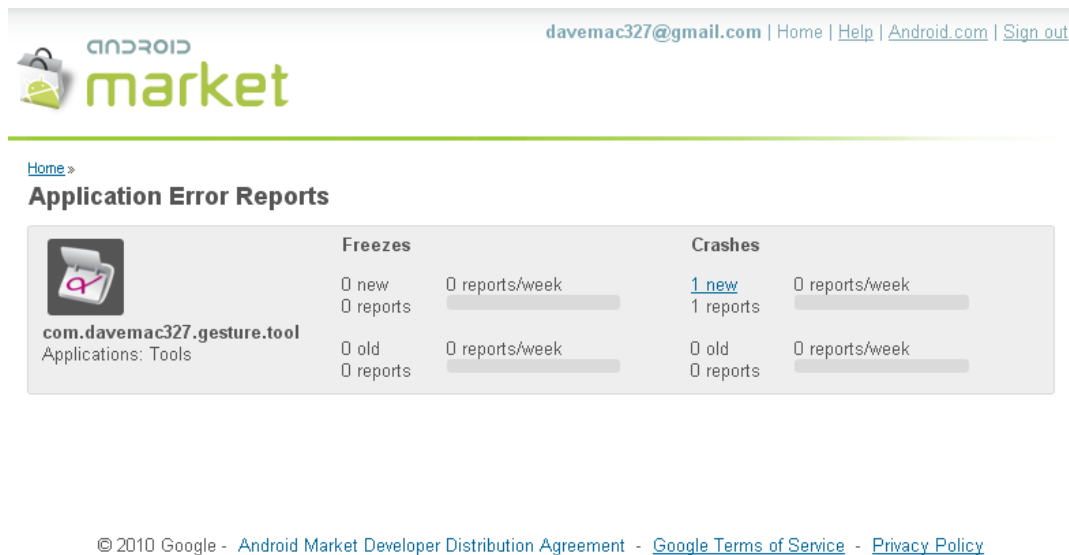 davemac327@gmail.com | Home | Help | Android.com | Sign out
ANDROID
market
Home »
Application Error Reports
Freezes Crashes
0 new 0 reports/week 1 new 0 reports/week
0 reports 1 reports
com.davemac327.gesture.tool
Applications: Tools
0 old 0 reports/week 0 old 0 reports/week
0 reports 0 reports
© 2010 Google - Android Market Developer Distribution Agreement - Google Terms of Service - Privacy Policy